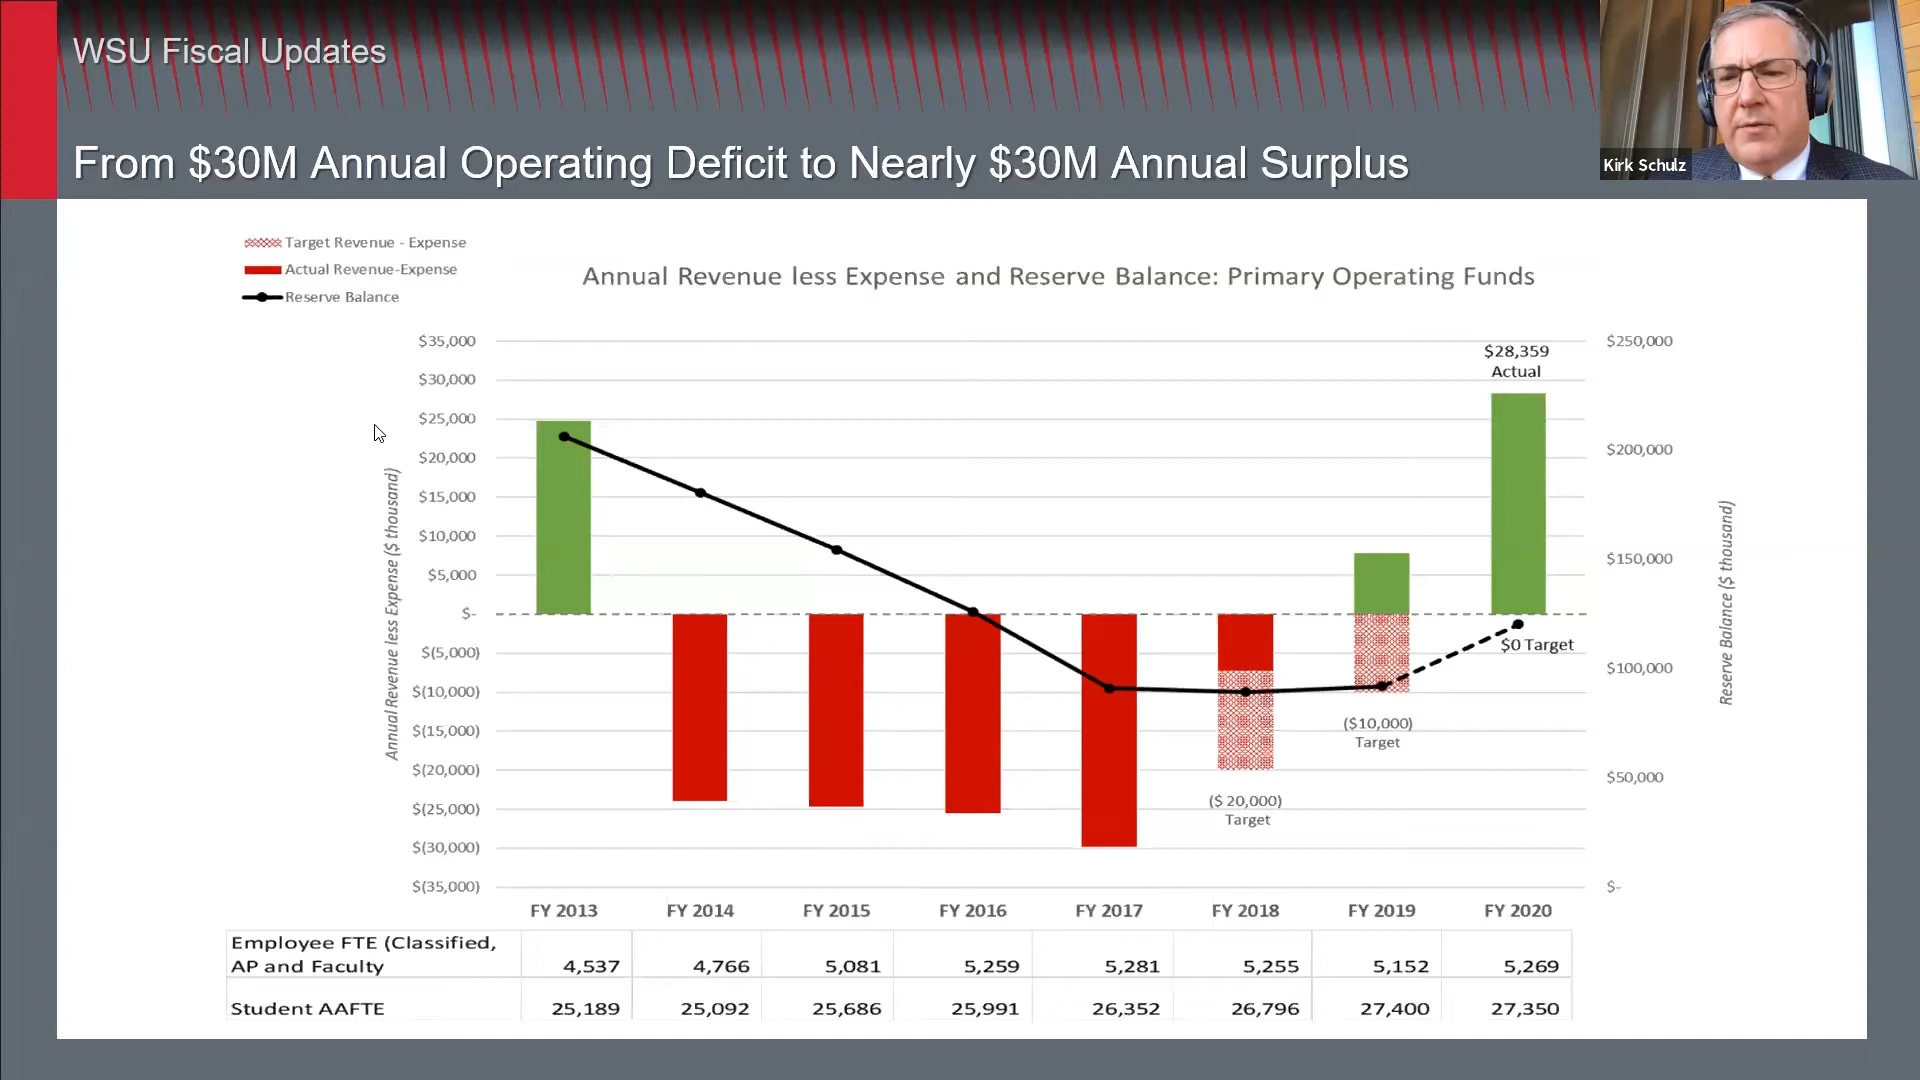 WSU Fiscal Updates
From $30M Annual Operating Deficit to Nearly $30M Annual Surplus
Kirk Schulz
Target Revenue - Expense
Actual Revenue-Expense
Reserve Balance
Annual Revenue less Expense and Reserve Balance: Primary Operating Funds
Annual Revenue less Expense ($ thousand)
$35,000
$30,000
$25,000
$20,000
$15,000
$10,000
$5,000
$-
$(5,000)
$(10,000)
$(15,000)
$(20,000)
$(25,000)
$(30,000)
$(35,000)
$28,359
Actual
$0 Target
($10,000)
Target
($ 20,000)
Target
$250,000
$200,000
$150,000
$100,000
$50,000
$-
Reserve Balance ($ thousand)
FY 2013 FY 2014 FY 2015 FY 2016 FY 2017 FY 2018 FY 2019 FY 2020
Employee FTE (Classified,
AP and Faculty 4,537 4,766 5,081 5,259 5,281 5,255 5,152 5,269
Student AAFTE 25,189 25,092 25,686 25,991 26,352 26,796 27,400 27,350